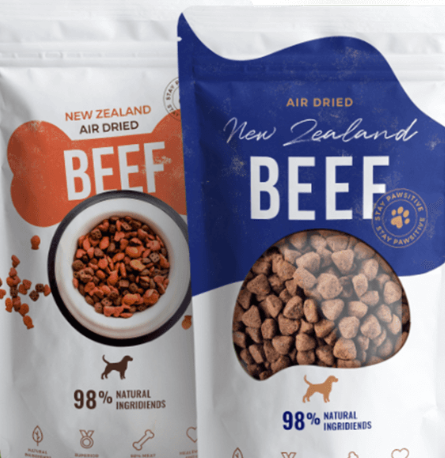 NEW ZEALAND
AIR DRIED
BEEF
98% NATURAL
INGRIDIENDS
AIR DRIED
New Zealand
BEEF
STAY PAWSITIVE
STAY PAWSITIVE
98% NATURAL
INGRIDIENDS